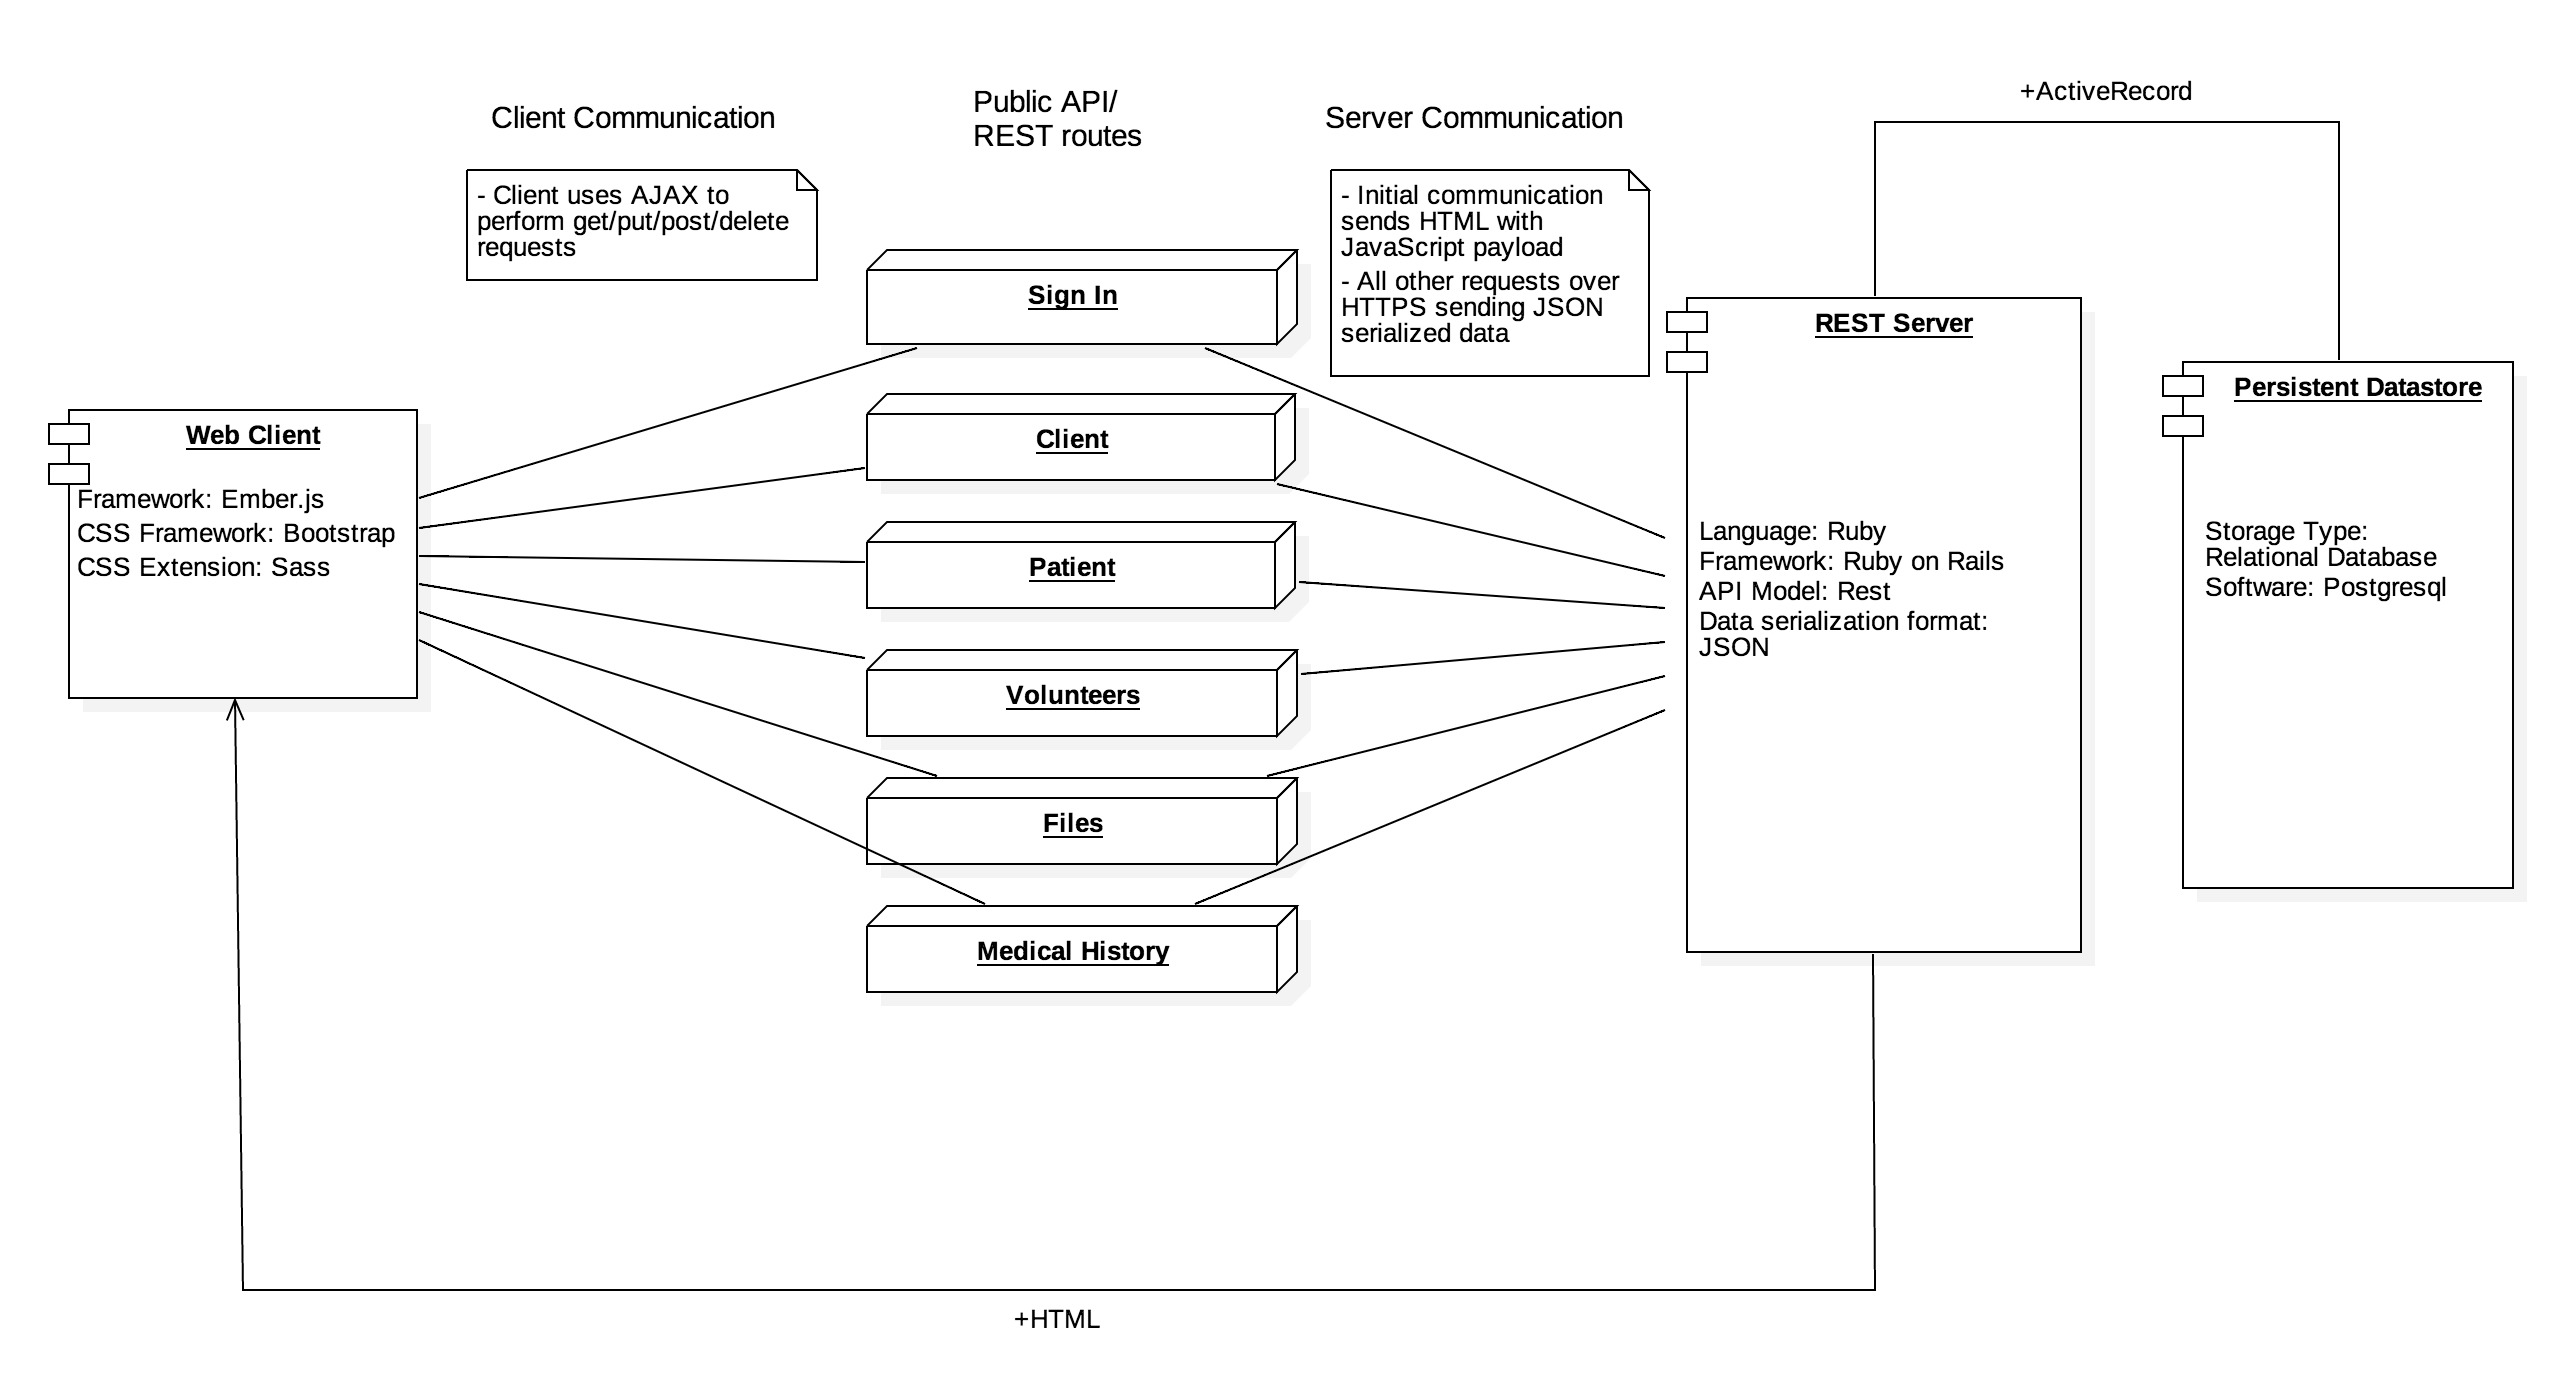 +ActiveRecord
Client Communication
Public API/
REST routes
Server Communication
- Client uses AJAX to
perform get/put/post/delete
requests
- Initial communication
sends HTML with
JavaScript payload
- All other requests over
HTTPS sending JSON
serialized data
Sign In
Client
Patient
Volunteers
Files
Medical History
Web Client
Framework: Ember.js
CSS Framework: Bootstrap
CSS Extension: Sass
REST Server
Language: Ruby
Framework: Ruby on Rails
API Model: Rest
Data serialization format:
JSON
Persistent Datastore
Storage Type:
Relational Database
Software: Postgresql
+HTML